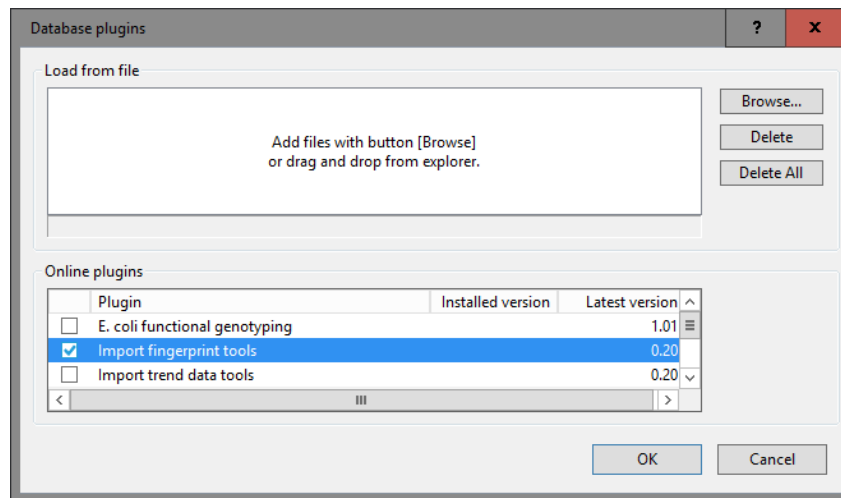 Database plugins
?
x
Load from file
Add files with button [Browse]
or drag and drop from explorer.
Browse...
Delete
Delete All
Online plugins
Plugin Installed version Latest version
E. coli functional genotyping 1.01
Import fingerprint tools 0.20
Import trend data tools 0.20
OK
Cancel